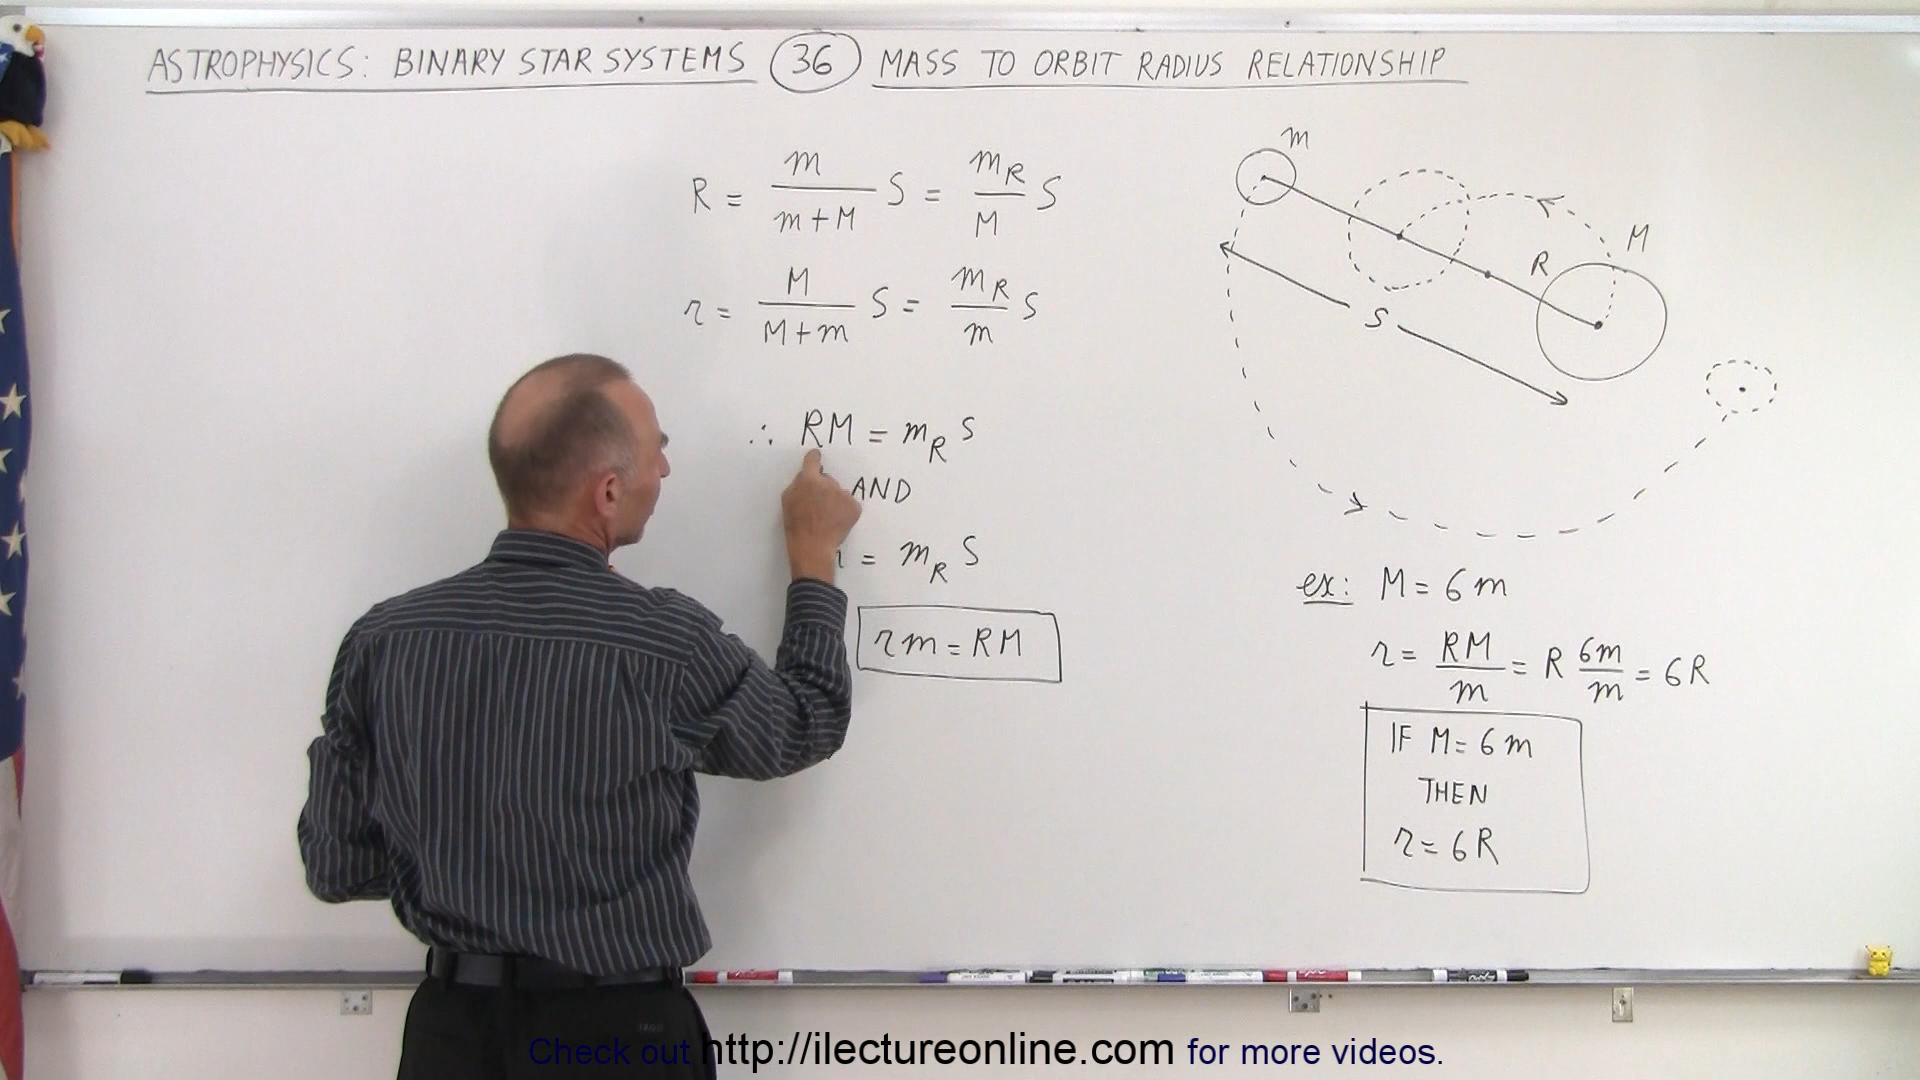 ASTROPHYSICS: BINARY STAR SYSTEMS 36 MASS TO ORBIT RADIUS RELATIONSHIP
R = m/(m+M) S = m_R/M S
r = M/(M+m) S = m_R/m S
∴ RM = m_R S
AND
= m_R S
rm = RM
m
M
R
S
ex: M = 6m
r = RM/m = R 6m/m = 6R
IF M = 6m
THEN
r = 6R
Check out http://ilectureonline.com for more videos.